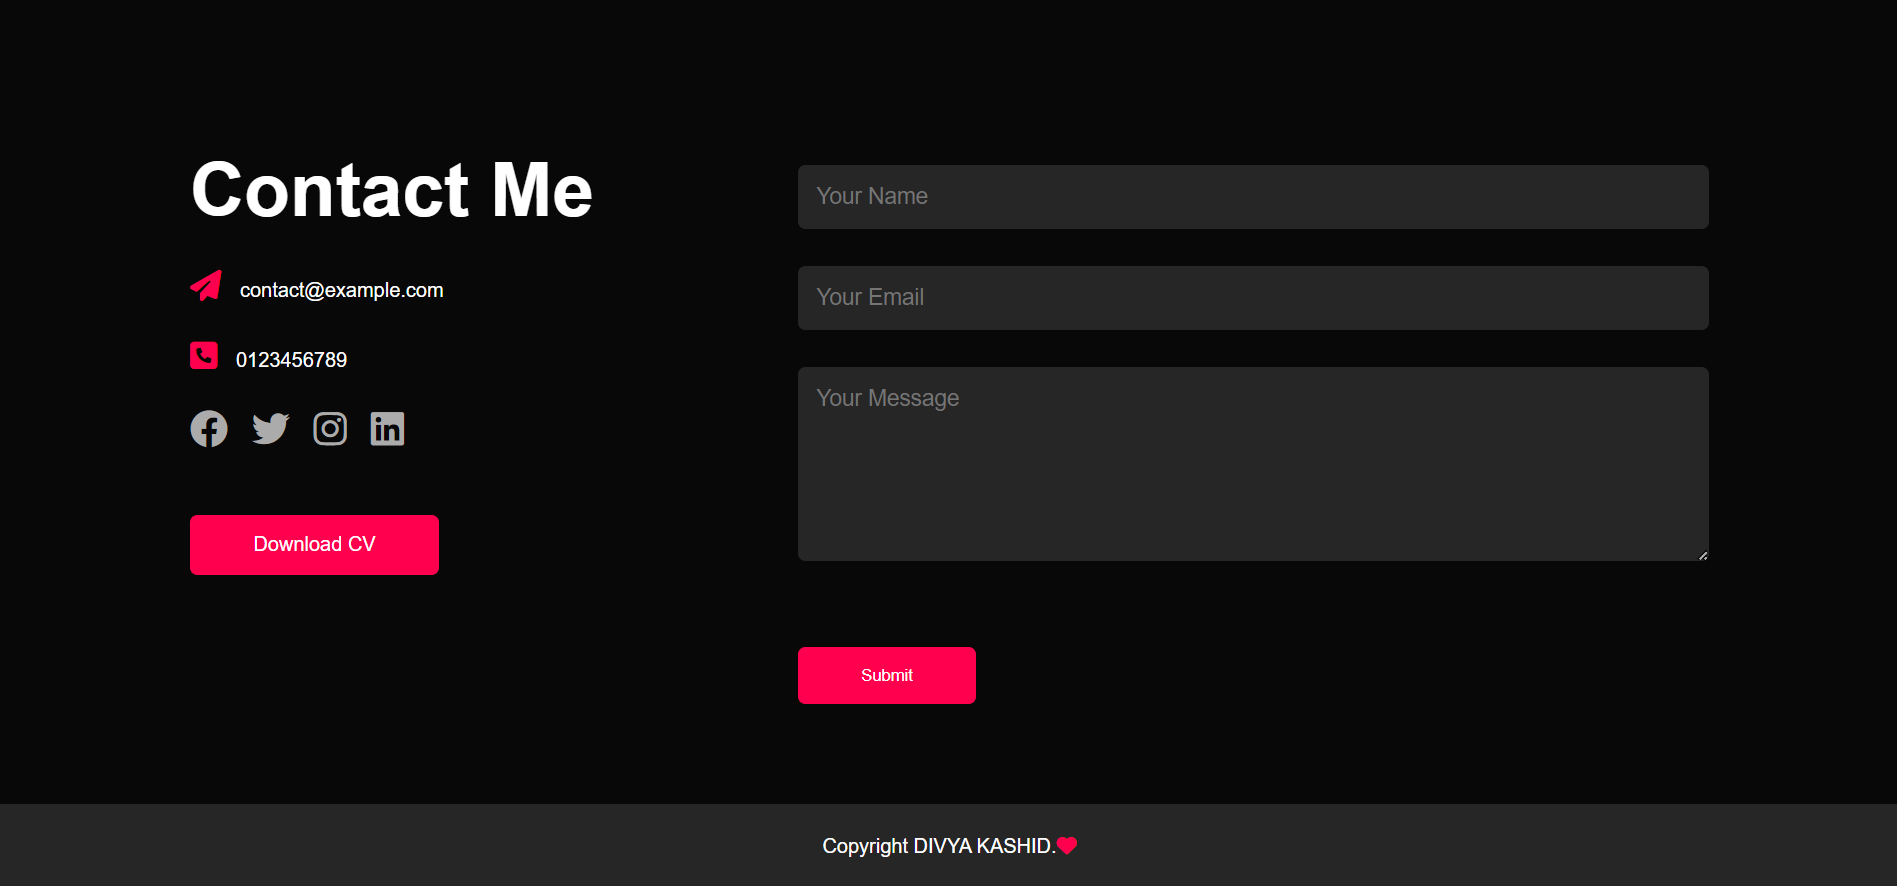 Contact Me
contact@example.com
0123456789
Download CV
Your Name
Your Email
Your Message
Submit
Copyright DIVYA KASHID.